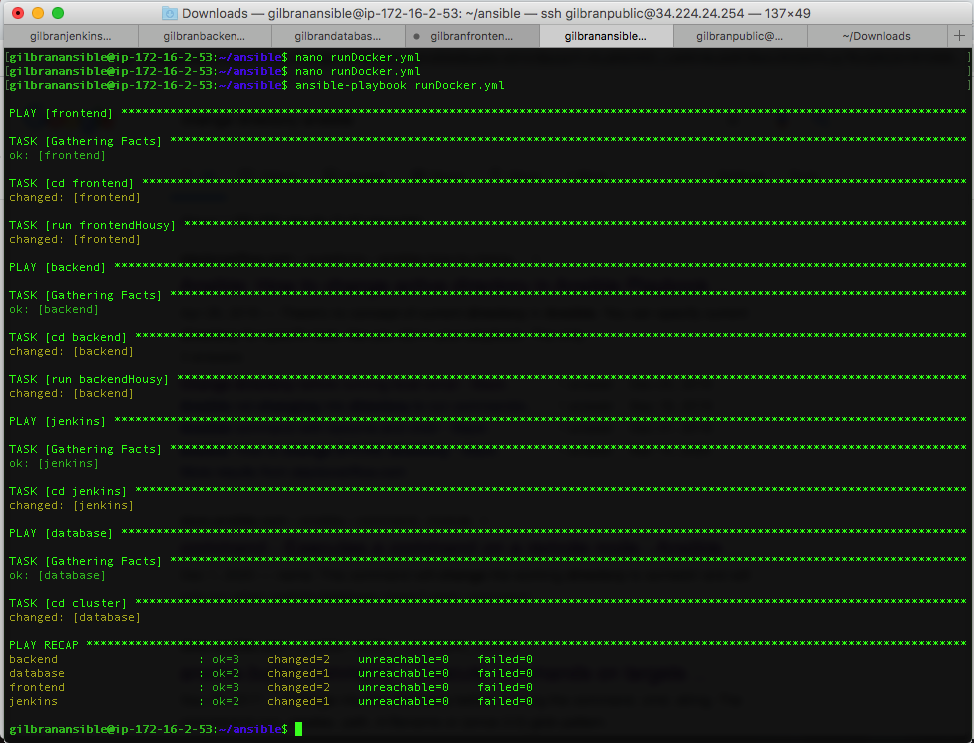 Downloads — gilbranansible@ip-172-16-2-53: ~/ansible — ssh gilbranpublic@34.224.24.254 — 137×49
gilbranjenkins... gilbranbacken... gilbrandatabas... gilbranfronten... gilbranansible... gilbranpublic@... ~/Downloads +
[gilbranansible@ip-172-16-2-53:~/ansible$ nano runDocker.yml ]
[gilbranansible@ip-172-16-2-53:~/ansible$ nano runDocker.yml ]
[gilbranansible@ip-172-16-2-53:~/ansible$ ansible-playbook runDocker.yml ]
PLAY [frontend] *************************************************************************************************************************
TASK [Gathering Facts] ******************************************************************************************************************
ok: [frontend]
TASK [cd frontend] **********************************************************************************************************************
changed: [frontend]
TASK [run frontendHousy] ****************************************************************************************************************
changed: [frontend]
PLAY [backend] **************************************************************************************************************************
TASK [Gathering Facts] ******************************************************************************************************************
ok: [backend]
TASK [cd backend] ***********************************************************************************************************************
changed: [backend]
TASK [run backendHousy] *****************************************************************************************************************
changed: [backend]
PLAY [jenkins] **************************************************************************************************************************
TASK [Gathering Facts] ******************************************************************************************************************
ok: [jenkins]
TASK [cd jenkins] ***********************************************************************************************************************
changed: [jenkins]
PLAY [database] *************************************************************************************************************************
TASK [Gathering Facts] ******************************************************************************************************************
ok: [database]
TASK [cd cluster] ***********************************************************************************************************************
changed: [database]
PLAY RECAP ******************************************************************************************************************************
backend : ok=3 changed=2 unreachable=0 failed=0
database : ok=2 changed=1 unreachable=0 failed=0
frontend : ok=3 changed=2 unreachable=0 failed=0
jenkins : ok=2 changed=1 unreachable=0 failed=0
gilbranansible@ip-172-16-2-53:~/ansible$